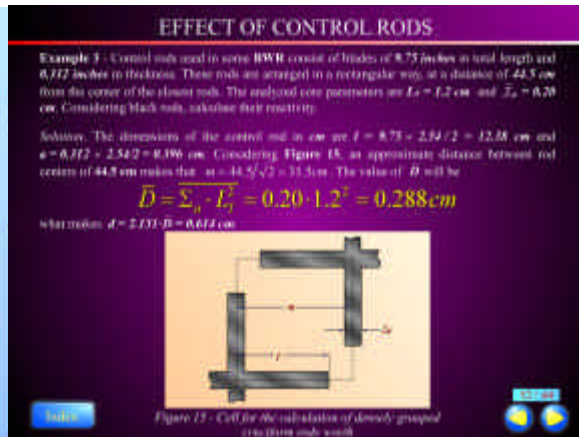 EFFECT OF CONTROL RODS
Example 3 - Control rods used in some BWR consist of blades of 9.75 inches in total length and
0,312 inches in thickness. These rods are arranged in a rectangular way, at a distance of 44.5 cm
from the corner of the closest rods. The analyzed core parameters are = 1.2 cm and = 0,20
cm. Considering black rods, calculate their reactivity.
Solution. The dimensions of the control rod in cm are l = 9.75 × 2.54 / 2 = 12.38 cm and
a = 0,312 × 2.54/2 = 0.396 cm. Considering Figure 15, an approximate distance between rod
centers of 44.5 cm makes that m = 44.5/√2 = 31.5cm. The value of D̅ will be
D̅ = Σₐ · L²_T = 0.20·1.2² = 0.288cm
what makes d = 2.131·D̅ = 0,614 cm
l
Index
Figure 15 - Cell for the calculation of densely grouped
cruciform rods worth